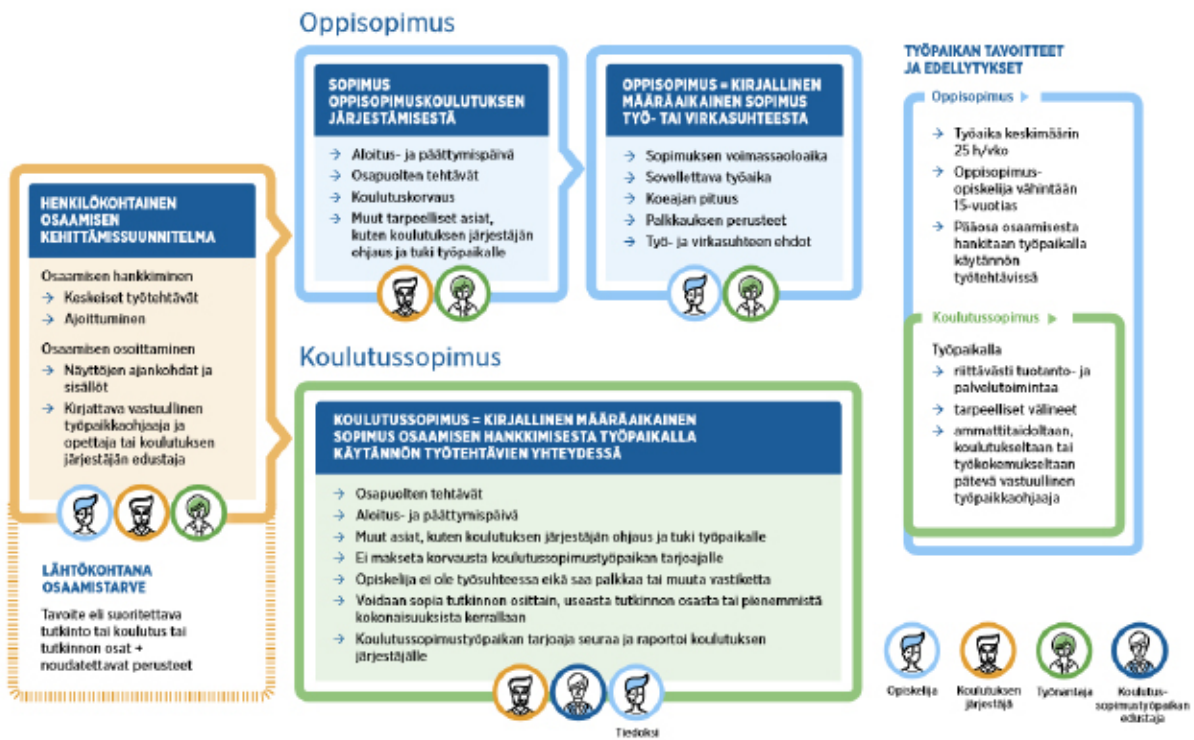 Oppisopimus
SOPIMUS
OPPISOPIMUSKOULUTUKSEN
JÄRJESTÄMISESTÄ
→ Aloitus- ja päättymispäivä
→ Osapuolten tehtävät
→ Koulutuskorvaus
→ Muut tarpeelliset asiat,
kuten koulutuksen järjestäjän
ohjaus ja tuki työpaikalle
OPPISOPIMUS = KIRJALLINEN
MÄÄRÄAIKAINEN SOPIMUS
TYÖ- TAI VIRKASUHTEESTA
→ Sopimuksen voimassaoloaika
→ Sovellettava työaika
→ Koeajan pituus
→ Palkkauksen perusteet
→ Työ- ja virkasuhteen ehdot
HENKILÖKOHTAINEN
OSAAMISEN
KEHITTÄMISSUUNNITELMA
Osaamisen hankkiminen
→ Keskeiset työtehtävät
→ Ajoittuminen
Osaamisen osoittaminen
→ Näyttöjen ajankohdat ja
sisällöt
→ Kirjattava vastuullinen
työpaikkaohjaaja ja
opettaja tai koulutuksen
järjestäjän edustaja
LÄHTÖKOHTANA
OSAAMISTARVE
Tavoite eli suoritettava
tutkinto tai koulutus tai
tutkinnon osat +
noudatettavat perusteet
Koulutussopimus
KOULUTUSSOPIMUS = KIRJALLINEN MÄÄRÄAIKAINEN
SOPIMUS OSAAMISEN HANKKIMISESTA TYÖPAIKALLA
KÄYTÄNNÖN TYÖTEHTÄVIEN YHTEYDESSÄ
→ Osapuolten tehtävät
→ Aloitus- ja päättymispäivä
→ Muut asiat, kuten koulutuksen järjestäjän ohjaus ja tuki työpaikalle
→ Ei makseta korvausta koulutussopimustyöpaikan tarjoajalle
→ Opiskelija ei ole työsuhteessa eikä saa palkkaa tai muuta vastiketta
→ Voidaan sopia tutkinnon osittain, useasta tutkinnon osasta tai pienemmistä
kokonaisuuksista kerrallaan
→ Koulutussopimustyöpaikan tarjoaja seuraa ja raportoi koulutuksen
järjestäjälle
Tiedoksi
TYÖPAIKAN TAVOITTEET
JA EDELLYTYKSET
Oppisopimus
→ Työaika keskimäärin
25 h/vko
→ Oppisopimus-
opiskelija vähintään
15-vuotias
→ Pääosa osaamisesta
hankitaan työpaikalla
käytännön
työtehtävissä
Koulutussopimus
Työpaikalla
→ riittävästi tuotanto- ja
palvelutoimintaa
→ tarpeelliset välineet
→ ammattitaidoltaan,
koulutukseltaan tai
työkokemukseltaan
pätevä vastuullinen
työpaikkaohjaaja
Opiskelija
Koulutuksen
järjestäjä
Työnantaja
Koulutus-
sopimustyöpaikan
edustaja